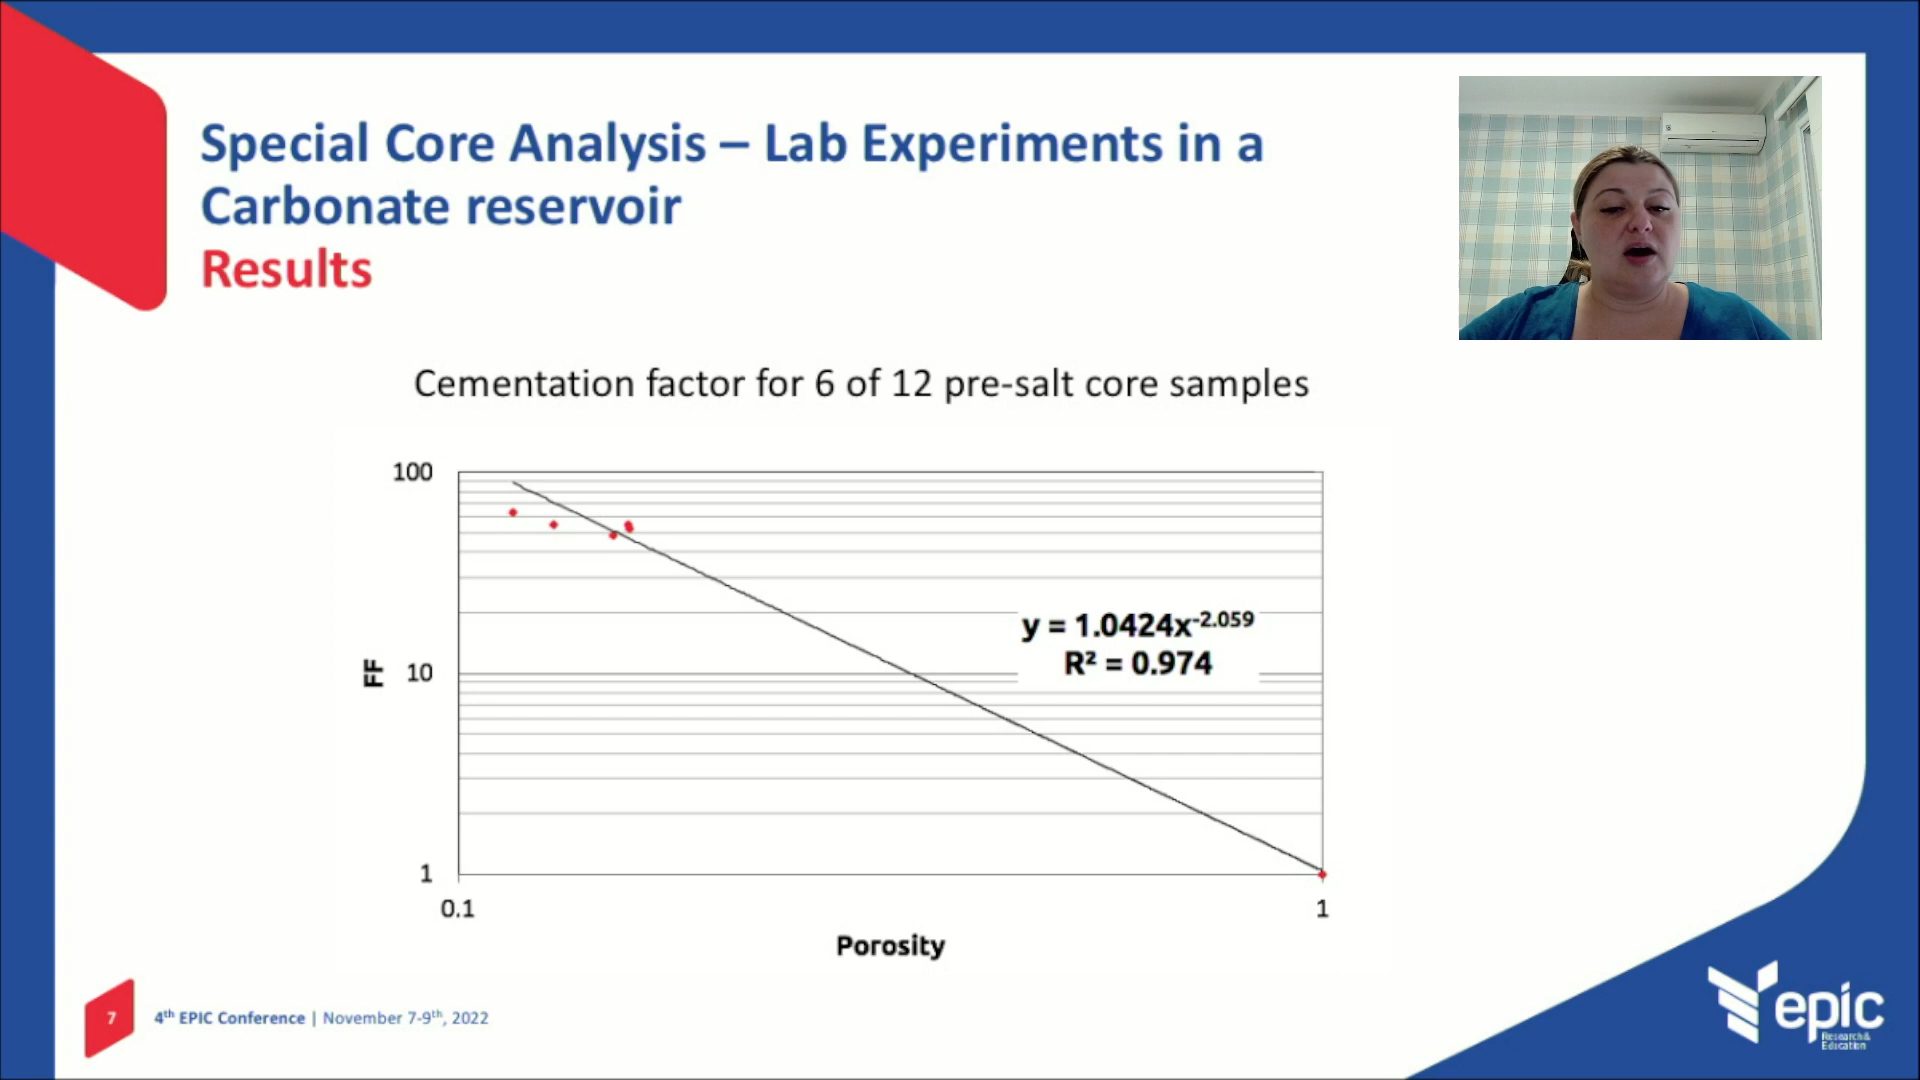 Special Core Analysis – Lab Experiments in a
Carbonate reservoir
Results
Cementation factor for 6 of 12 pre-salt core samples
100
y = 1.0424x⁻²·⁰⁵⁹
R² = 0.974
FF
10
1
0.1
1
Porosity
7
4th EPIC Conference | November 7-9th, 2022
epic
Research &
Education